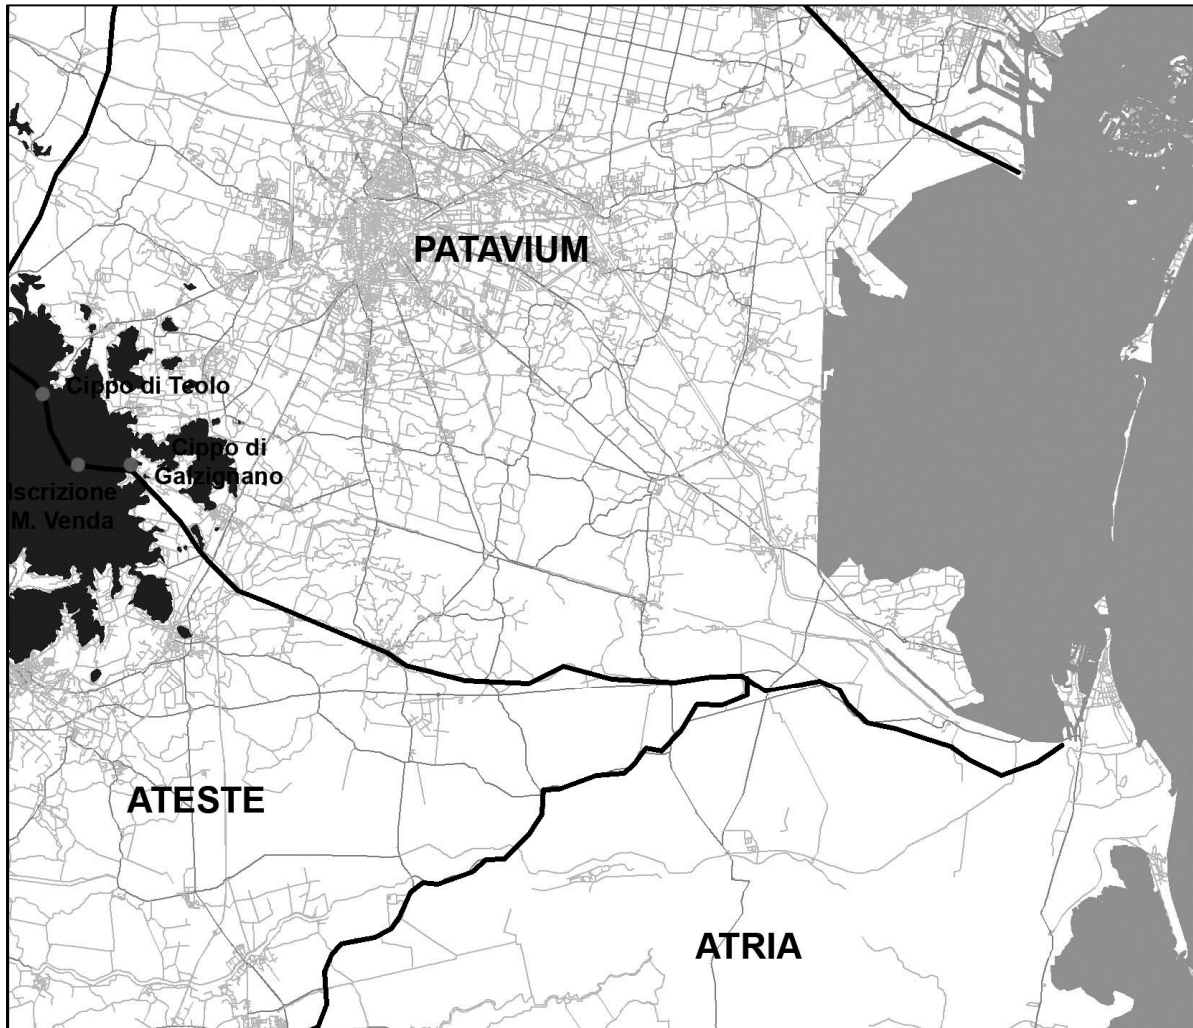 PATAVIUM
Cippo di Teolo
Cippo di
Galzignano
Iscrizione
M. Venda
ATESTE
ATRIA